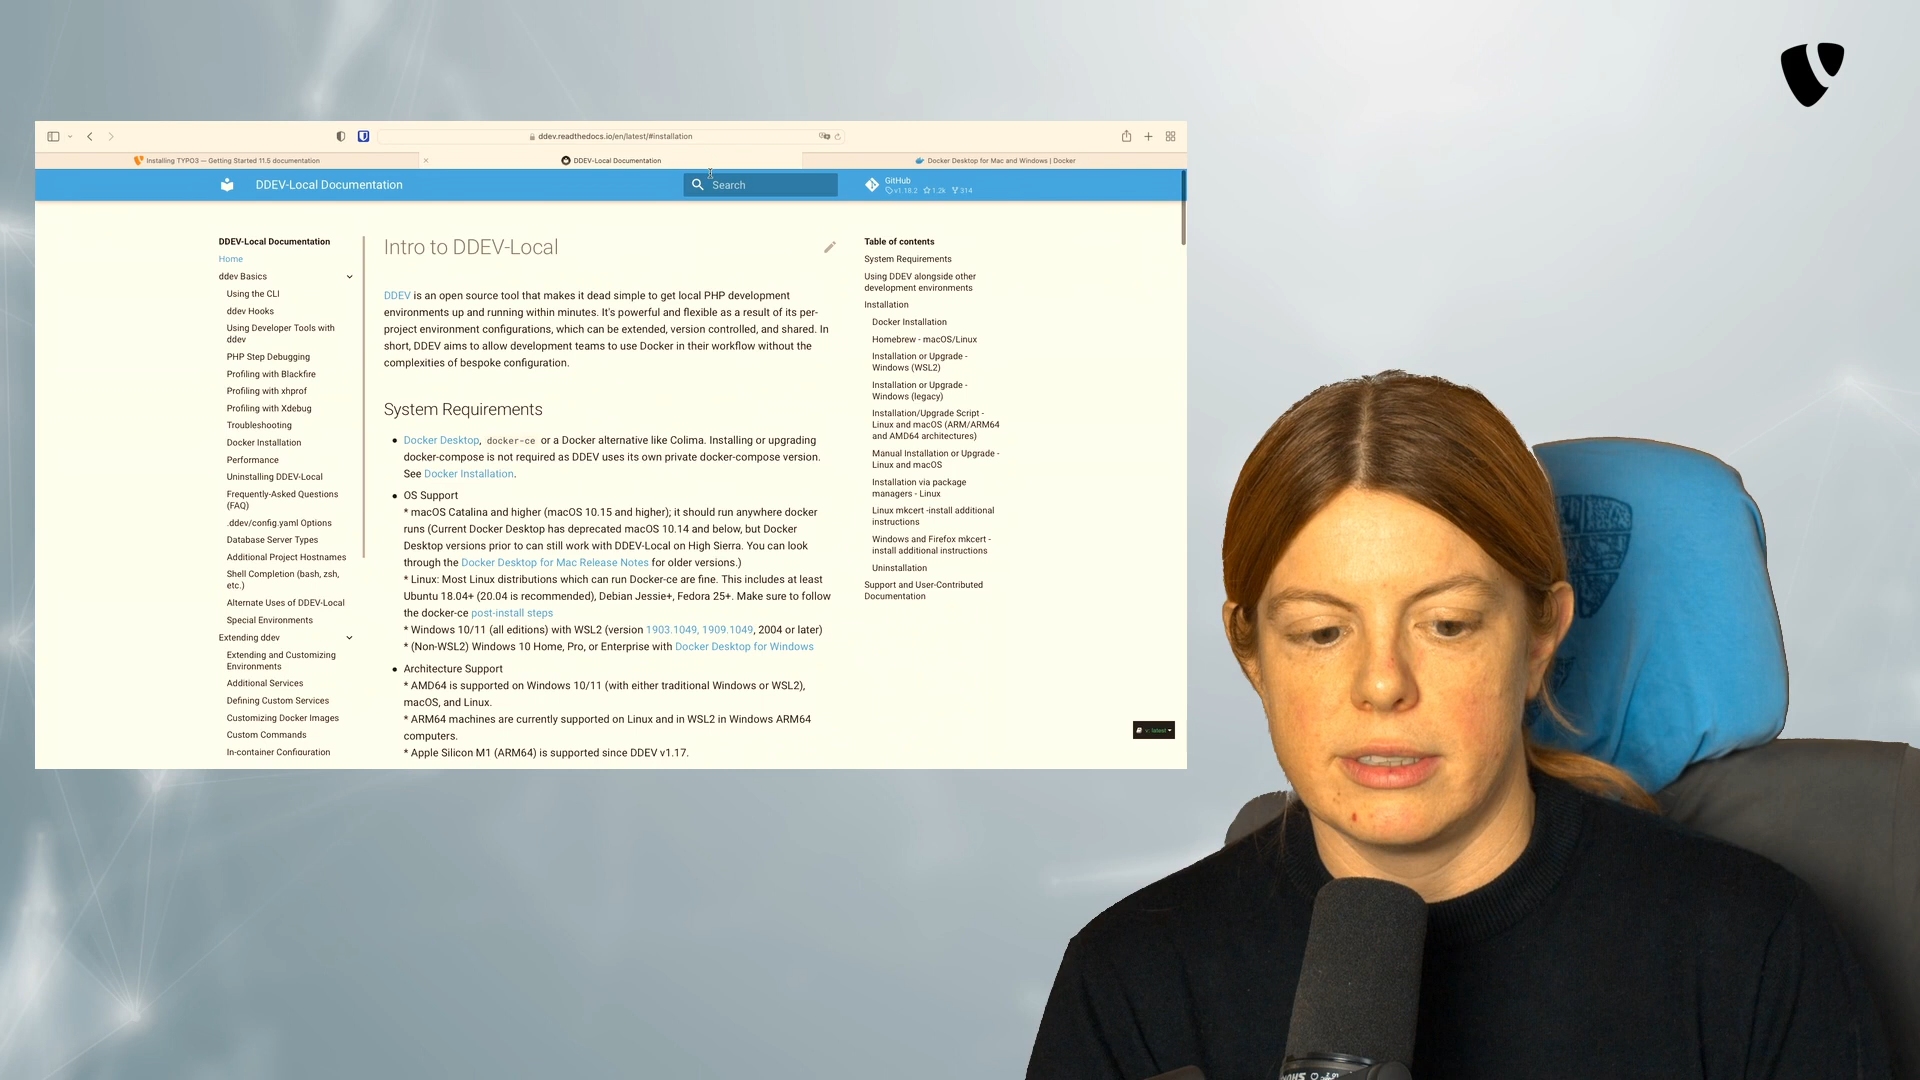 ddev.readthedocs.io/en/latest/#installation
Installing TYPO3 — Getting Started 11.5 documentation
DDEV-Local Documentation
Docker Desktop for Mac and Windows | Docker
DDEV-Local Documentation
Search
GitHub
v1.18.2 1.2k 314
DDEV-Local Documentation
Home
ddev Basics
Using the CLI
ddev Hooks
Using Developer Tools with
ddev
PHP Step Debugging
Profiling with Blackfire
Profiling with xhprof
Profiling with Xdebug
Troubleshooting
Docker Installation
Performance
Uninstalling DDEV-Local
Frequently-Asked Questions
(FAQ)
.ddev/config.yaml Options
Database Server Types
Additional Project Hostnames
Shell Completion (bash, zsh,
etc.)
Alternate Uses of DDEV-Local
Special Environments
Extending ddev
Extending and Customizing
Environments
Additional Services
Defining Custom Services
Customizing Docker Images
Custom Commands
In-container Configuration
Intro to DDEV-Local
DDEV is an open source tool that makes it dead simple to get local PHP development
environments up and running within minutes. It's powerful and flexible as a result of its per-
project environment configurations, which can be extended, version controlled, and shared. In
short, DDEV aims to allow development teams to use Docker in their workflow without the
complexities of bespoke configuration.
System Requirements
• Docker Desktop, docker-ce or a Docker alternative like Colima. Installing or upgrading
docker-compose is not required as DDEV uses its own private docker-compose version.
See Docker Installation.
• OS Support
* macOS Catalina and higher (macOS 10.15 and higher); it should run anywhere docker
runs (Current Docker Desktop has deprecated macOS 10.14 and below, but Docker
Desktop versions prior to can still work with DDEV-Local on High Sierra. You can look
through the Docker Desktop for Mac Release Notes for older versions.)
* Linux: Most Linux distributions which can run Docker-ce are fine. This includes at least
Ubuntu 18.04+ (20.04 is recommended), Debian Jessie+, Fedora 25+. Make sure to follow
the docker-ce post-install steps
* Windows 10/11 (all editions) with WSL2 (version 1903.1049, 1909.1049, 2004 or later)
* (Non-WSL2) Windows 10 Home, Pro, or Enterprise with Docker Desktop for Windows
• Architecture Support
* AMD64 is supported on Windows 10/11 (with either traditional Windows or WSL2),
macOS, and Linux.
* ARM64 machines are currently supported on Linux and in WSL2 in Windows ARM64
computers.
* Apple Silicon M1 (ARM64) is supported since DDEV v1.17.
Table of contents
System Requirements
Using DDEV alongside other
development environments
Installation
Docker Installation
Homebrew - macOS/Linux
Installation or Upgrade -
Windows (WSL2)
Installation or Upgrade -
Windows (legacy)
Installation/Upgrade Script -
Linux and macOS (ARM/ARM64
and AMD64 architectures)
Manual Installation or Upgrade -
Linux and macOS
Installation via package
managers - Linux
Linux mkcert -install additional
instructions
Windows and Firefox mkcert -
install additional instructions
Uninstallation
Support and User-Contributed
Documentation
v: latest